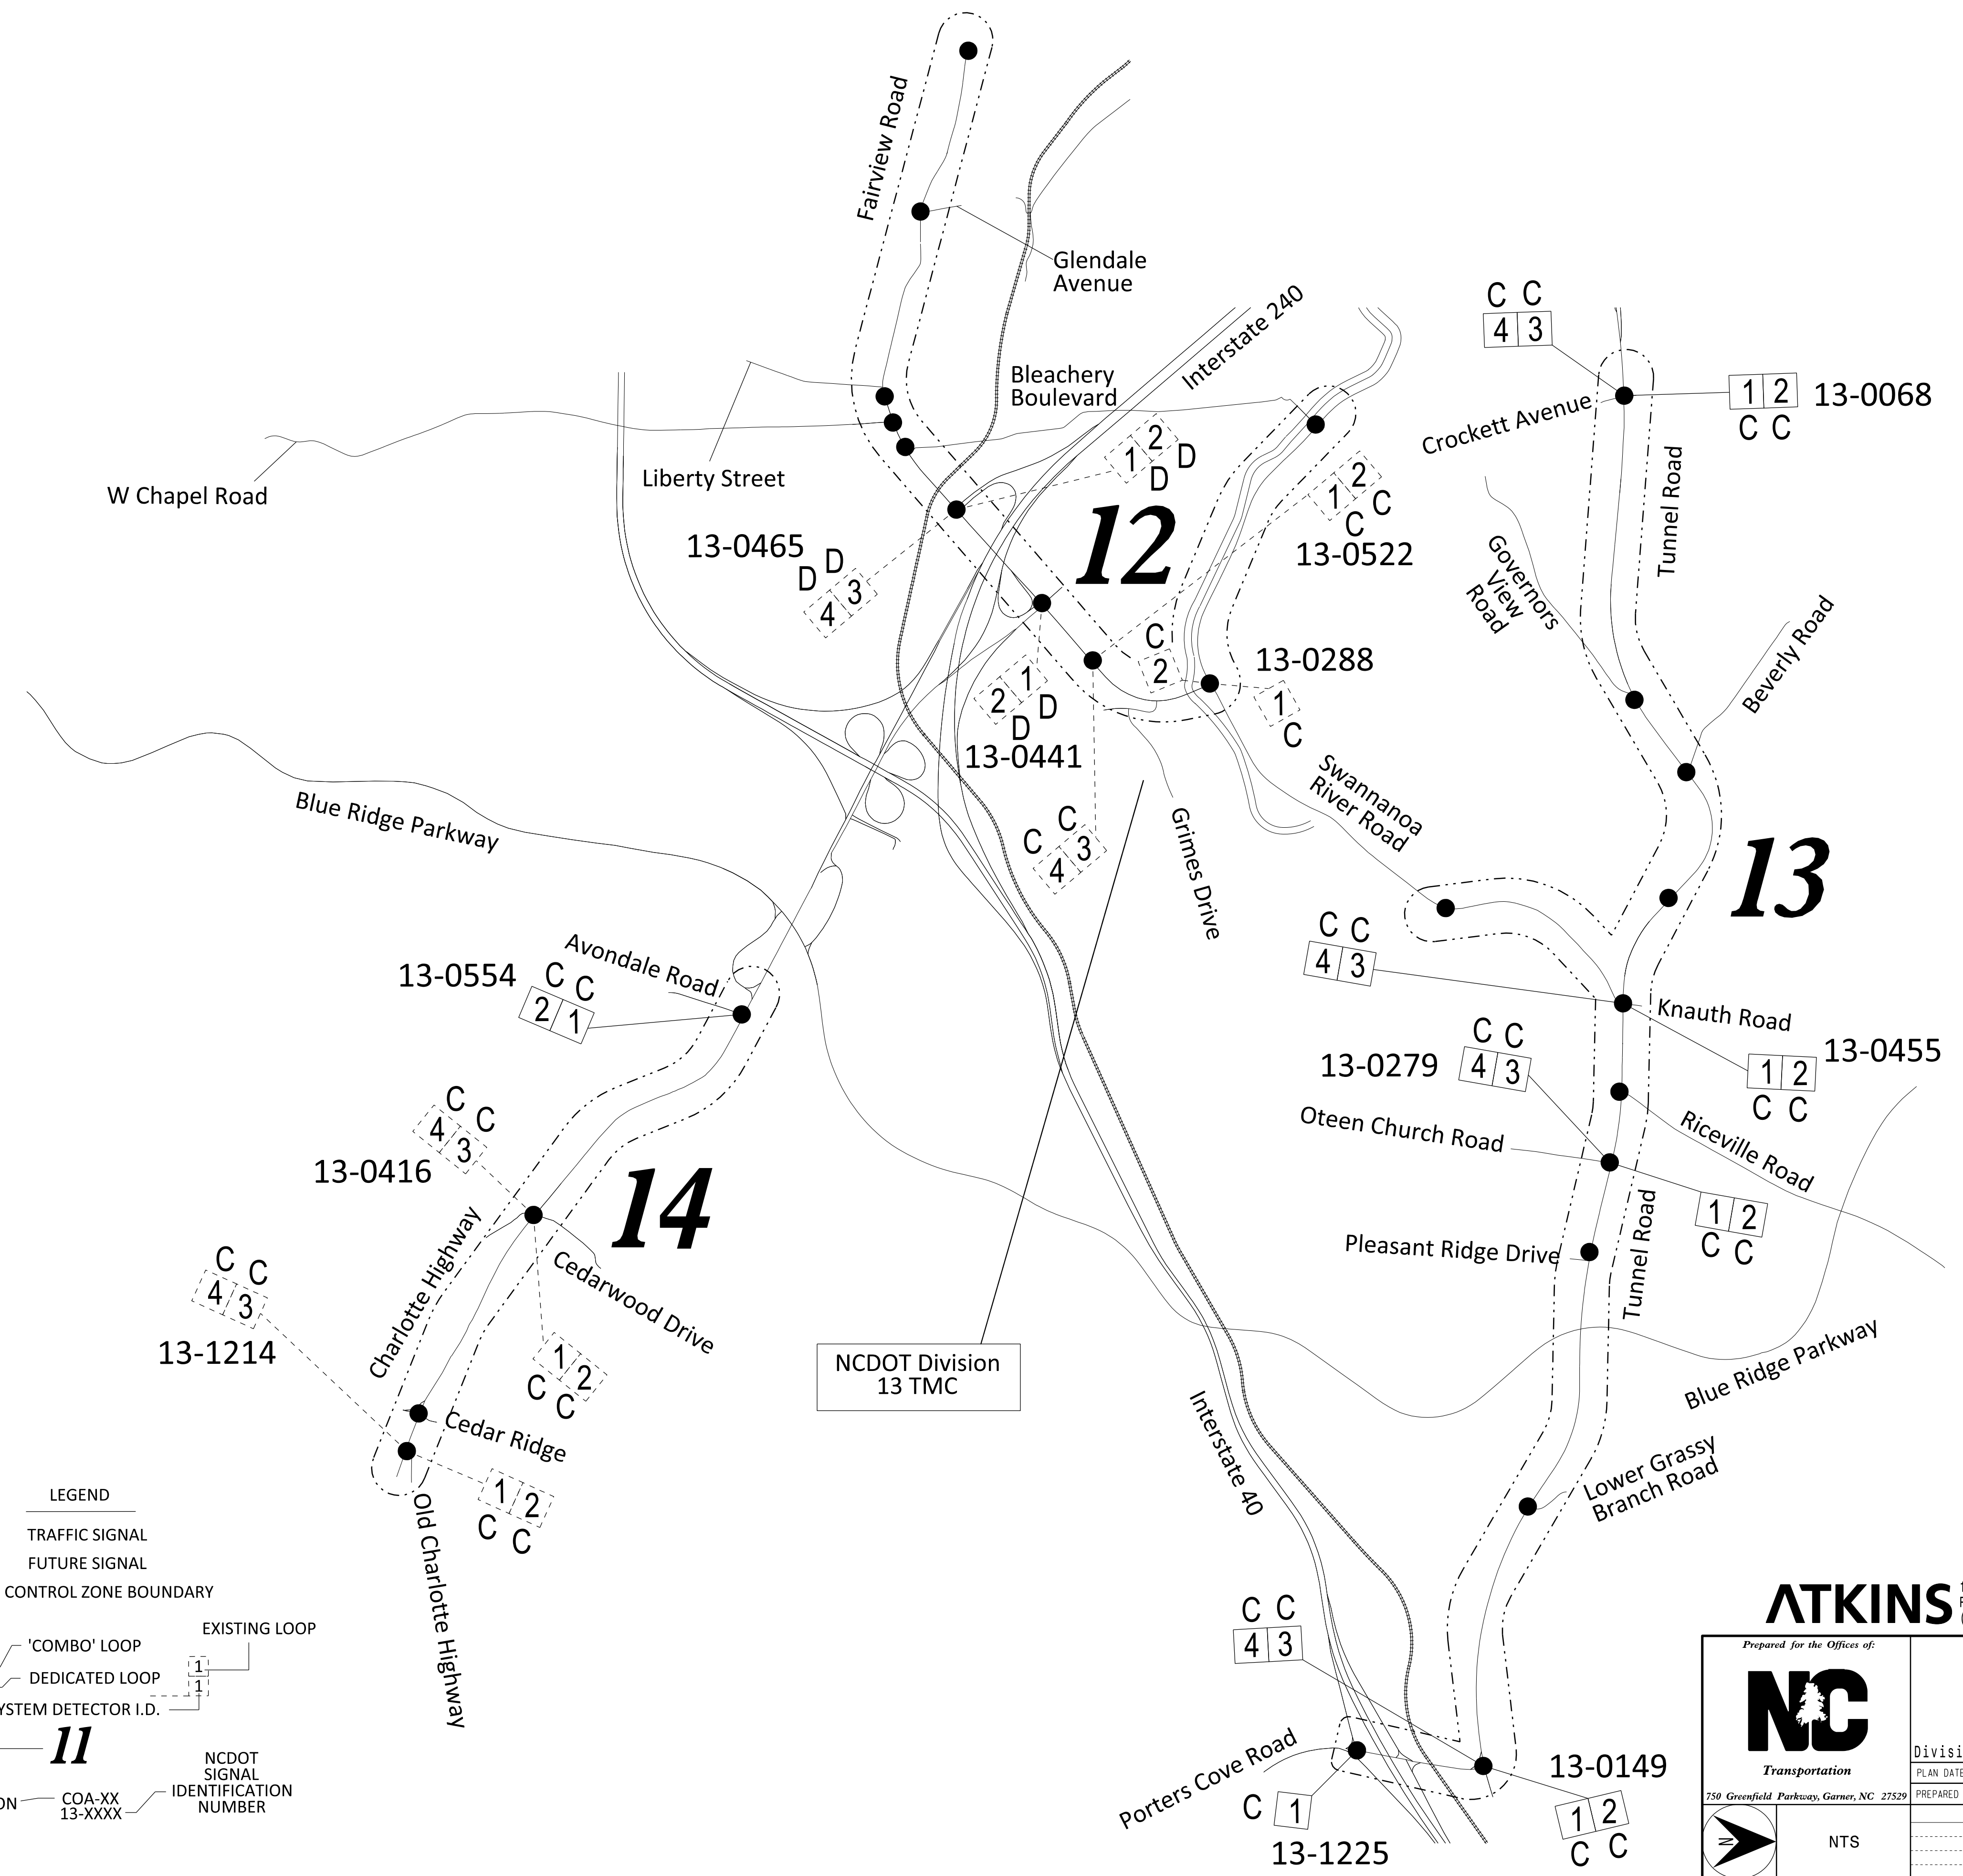 Fairview Road
Glendale
Avenue
Interstate 240
Bleachery
Boulevard
Liberty Street
W Chapel Road
C C
4 3
1 2
C C
13-0068
Crockett Avenue
Tunnel Road
1 2
D D
12
13-0465
D D
4 3
1 2
C C
13-0522
Governors
View
Road
Beverly Road
C
2
13-0288
1
C
2 1
D D
13-0441
Swannanoa
River Road
Blue Ridge Parkway
C C
4 3
Grimes Drive
13
Avondale Road
13-0554
C C
2 1
C C
4 3
Knauth Road
13-0455
1 2
C C
13-0279
C C
4 3
Oteen Church Road
Riceville Road
1 2
C C
C C
4 3
13-0416
14
Charlotte Highway
Cedarwood Drive
Pleasant Ridge Drive
Tunnel Road
C C
4 3
13-1214
1 2
C C
NCDOT Division
13 TMC
Blue Ridge Parkway
Cedar Ridge
1 2
C C
Old Charlotte Highway
Interstate 40
Lower Grassy
Branch Road
C C
4 3
Porters Cove Road
C 1
13-1225
13-0149
1 2
C C
LEGEND
TRAFFIC SIGNAL
FUTURE SIGNAL
CONTROL ZONE BOUNDARY
EXISTING LOOP
'COMBO' LOOP
1
DEDICATED LOOP
1
YSTEM DETECTOR I.D.
11
NCDOT
SIGNAL
IDENTIFICATION
NUMBER
ON
COA-XX
13-XXXX
ATKINS
Prepared for the Offices of:
NC
Transportation
750 Greenfield Parkway, Garner, NC 27529
Divisi
PLAN DATE
PREPARED
N
NTS